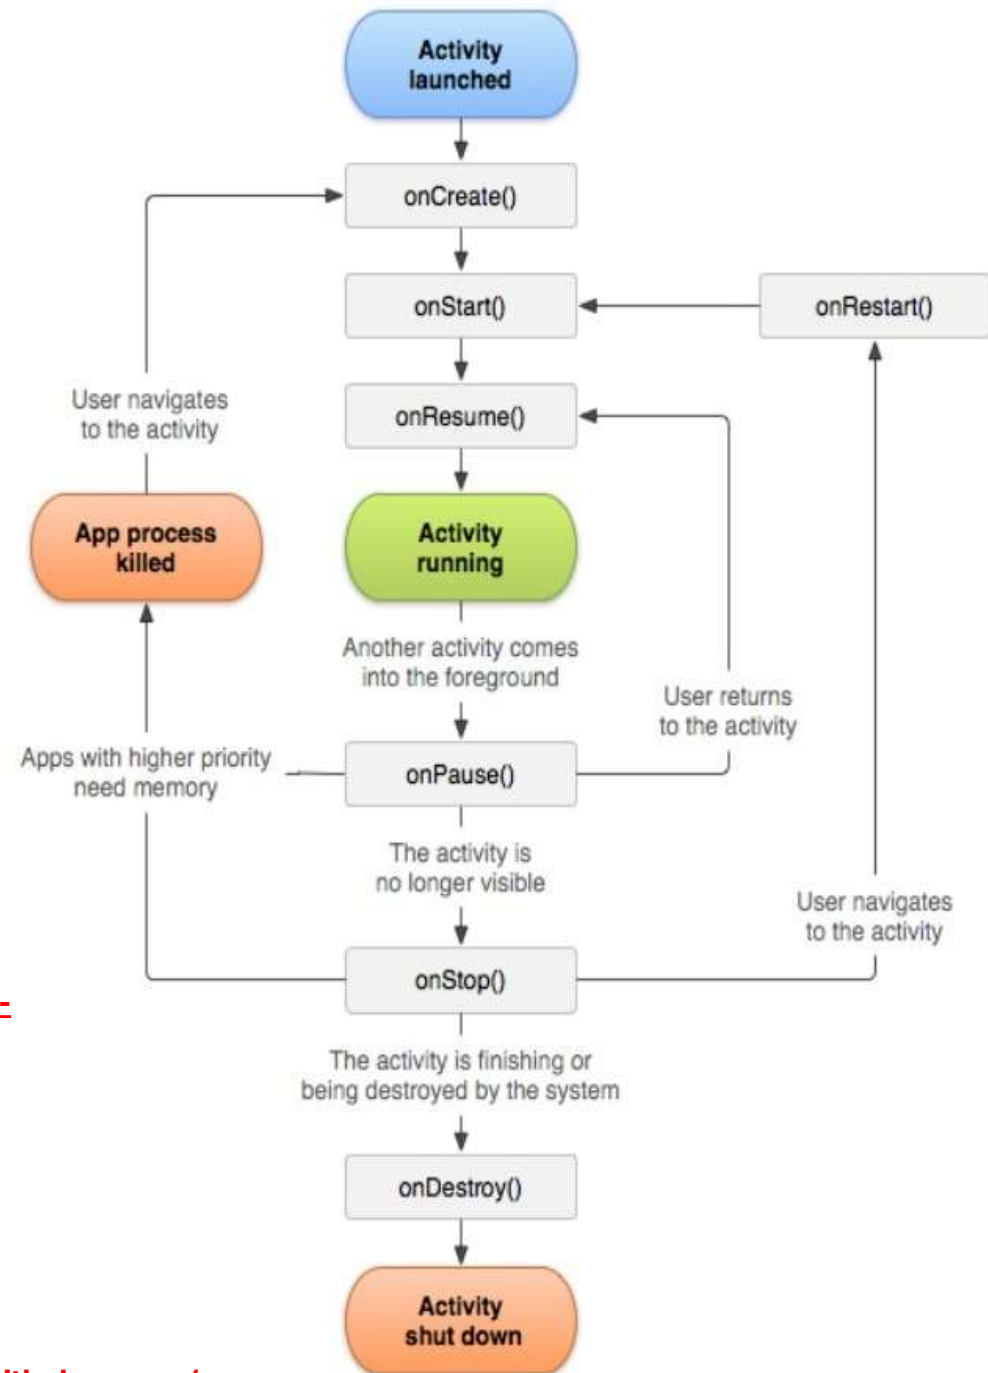 Activity
launched
onCreate()
onStart()
onRestart()
onResume()
User navigates
to the activity
App process
killed
Activity
running
Another activity comes
into the foreground
User returns
to the activity
Apps with higher priority
need memory
onPause()
The activity is
no longer visible
User navigates
to the activity
onStop()
-
The activity is finishing or
being destroyed by the system
onDestroy()
Activity
shut down